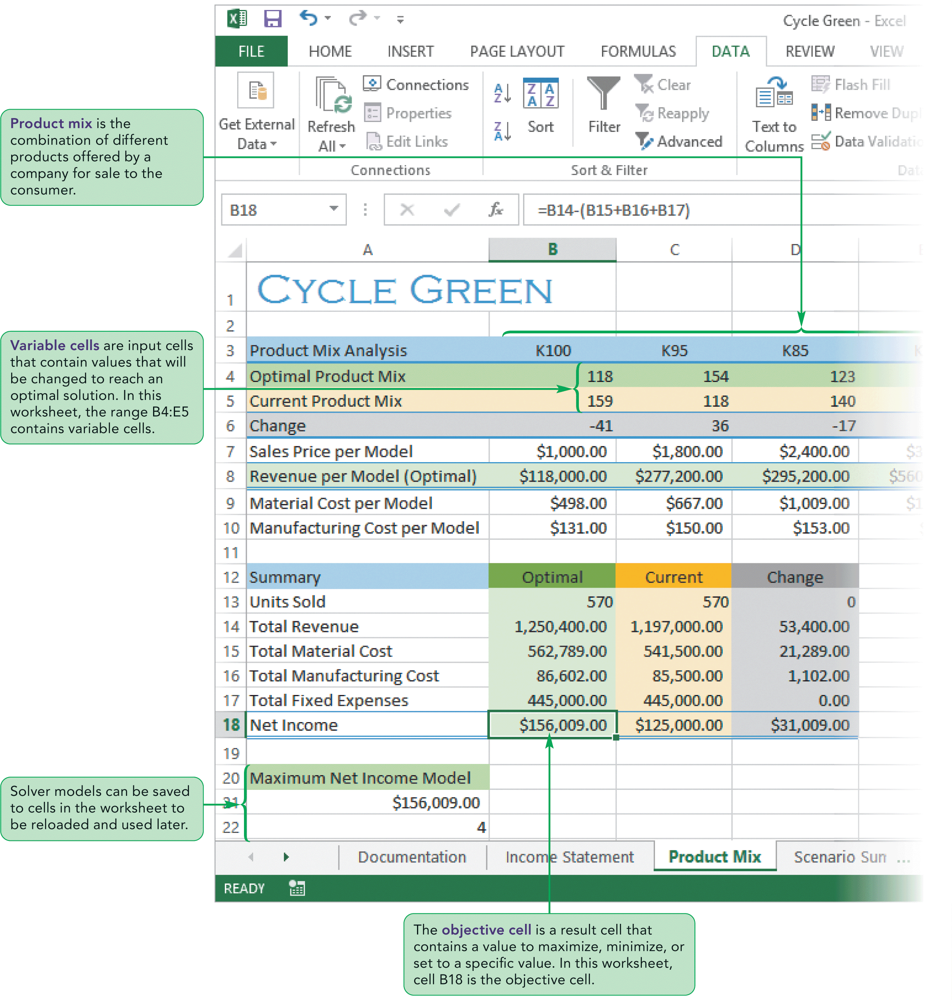 Cycle Green - Excel
FILE HOME INSERT PAGE LAYOUT FORMULAS DATA REVIEW VIEW
Get External
Data
Refresh
All
Connections
Properties
Edit Links
Connections
Sort
Filter
Clear
Reapply
Advanced
Sort & Filter
Text to
Columns
Flash Fill
Remove Dupl
Data Validatio
Data
Product mix is the
combination of different
products offered by a
company for sale to the
consumer.
B18 fx =B14-(B15+B16+B17)
A B C D
1 CYCLE GREEN
2
3 Product Mix Analysis K100 K95 K85 K
4 Optimal Product Mix 118 154 123
5 Current Product Mix 159 118 140
6 Change -41 36 -17
7 Sales Price per Model $1,000.00 $1,800.00 $2,400.00 $3
8 Revenue per Model (Optimal) $118,000.00 $277,200.00 $295,200.00 $560
9 Material Cost per Model $498.00 $667.00 $1,009.00 $1
10 Manufacturing Cost per Model $131.00 $150.00 $153.00
11
12 Summary Optimal Current Change
13 Units Sold 570 570 0
14 Total Revenue 1,250,400.00 1,197,000.00 53,400.00
15 Total Material Cost 562,789.00 541,500.00 21,289.00
16 Total Manufacturing Cost 86,602.00 85,500.00 1,102.00
17 Total Fixed Expenses 445,000.00 445,000.00 0.00
18 Net Income $156,009.00 $125,000.00 $31,009.00
19
20 Maximum Net Income Model
21 $156,009.00
22 4
Variable cells are input cells
that contain values that will
be changed to reach an
optimal solution. In this
worksheet, the range B4:E5
contains variable cells.
Solver models can be saved
to cells in the worksheet to
be reloaded and used later.
Documentation Income Statement Product Mix Scenario Sum ...
READY
The objective cell is a result cell that
contains a value to maximize, minimize, or
set to a specific value. In this worksheet,
cell B18 is the objective cell.